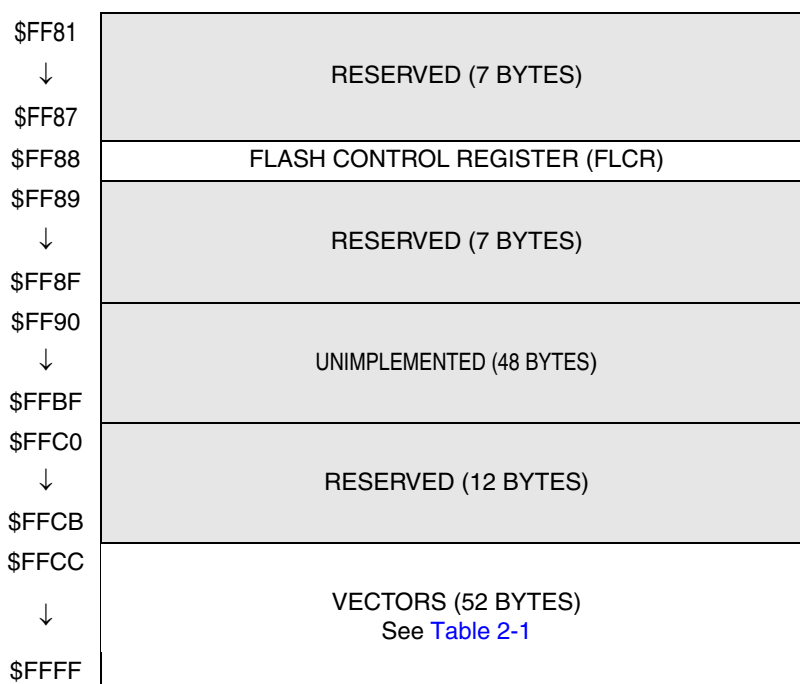 $FF81
↓
RESERVED (7 BYTES)
$FF87
$FF88
FLASH CONTROL REGISTER (FLCR)
$FF89
↓
RESERVED (7 BYTES)
$FF8F
$FF90
↓
UNIMPLEMENTED (48 BYTES)
$FFBF
$FFC0
↓
RESERVED (12 BYTES)
$FFCB
$FFCC
↓
VECTORS (52 BYTES)
See Table 2-1
$FFFF